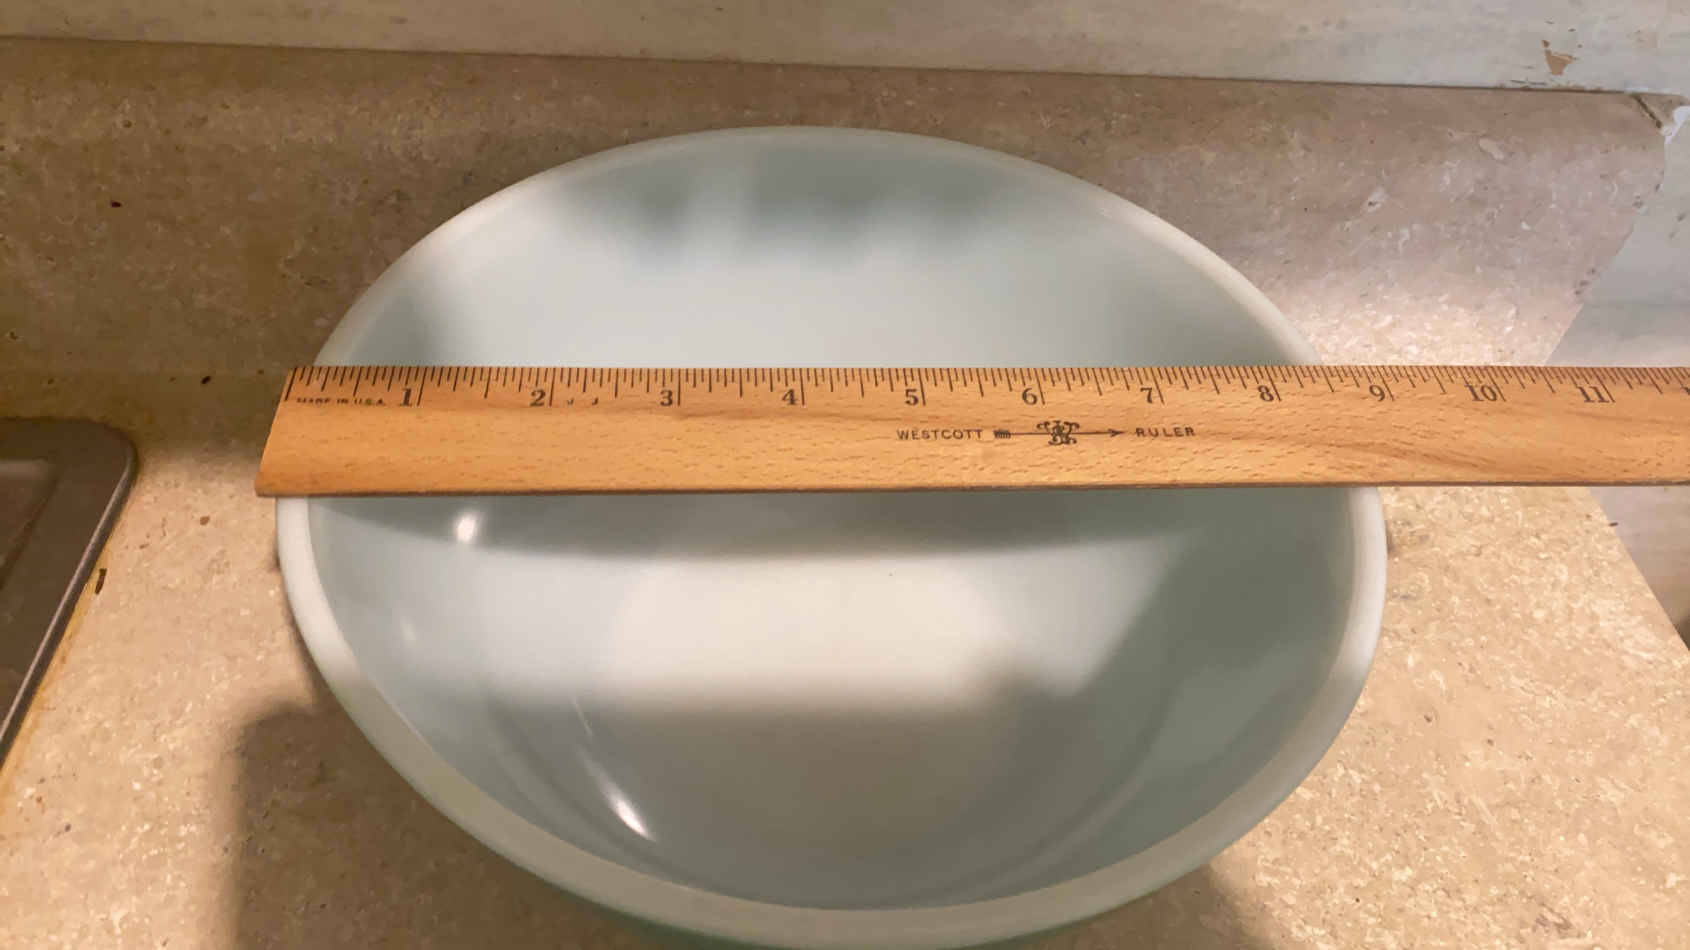 1 2 3 4 5 6 7 8 9 10 11
MADE IN U.S.A.
WESTCOTT RULER